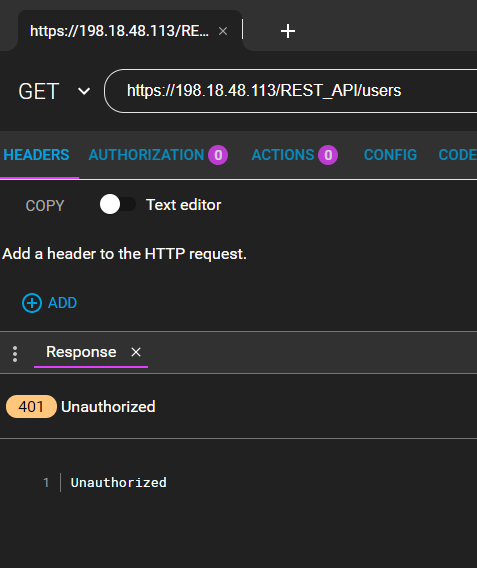 https://198.18.48.113/RE... × +
GET https://198.18.48.113/REST_API/users
HEADERS AUTHORIZATION 0 ACTIONS 0 CONFIG CODE
COPY Text editor
Add a header to the HTTP request.
ADD
Response ×
401 Unauthorized
1 Unauthorized